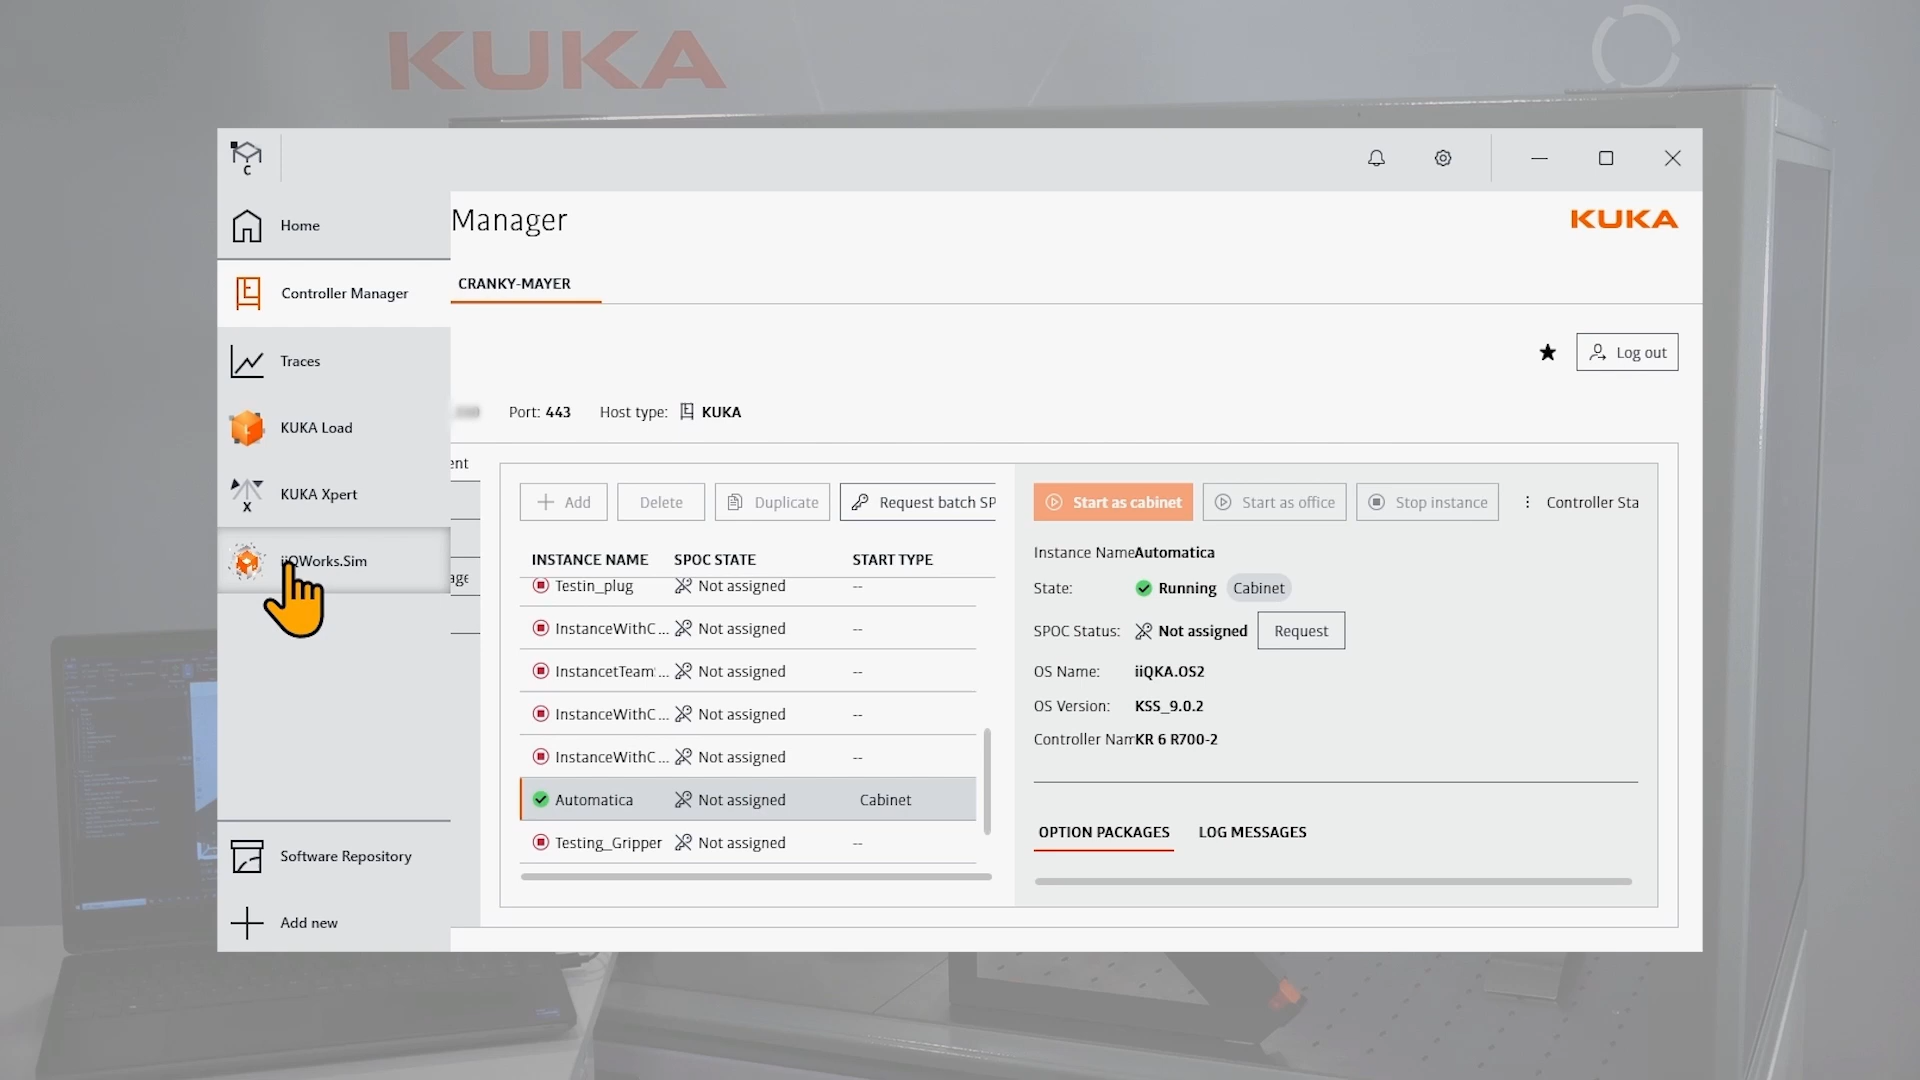 KUKA
C
Home
Controller Manager
Traces
KUKA Load
X
KUKA Xpert
iiQWorks.Sim
Software Repository
Add new
Manager
KUKA
CRANKY-MAYER
Log out
Port: 443 Host type: KUKA
ent
age
Add
Delete
Duplicate
Request batch SP
INSTANCE NAME SPOC STATE START TYPE
Testin_plug Not assigned --
InstanceWithC... Not assigned --
InstancetTeam... Not assigned --
InstanceWithC... Not assigned --
InstanceWithC... Not assigned --
Automatica Not assigned Cabinet
Testing_Gripper Not assigned --
Start as cabinet
Start as office
Stop instance
Controller Sta
Instance Name Automatica
State: Running Cabinet
SPOC Status: Not assigned Request
OS Name: iiQKA.OS2
OS Version: KSS_9.0.2
Controller Nam KR 6 R700-2
OPTION PACKAGES
LOG MESSAGES